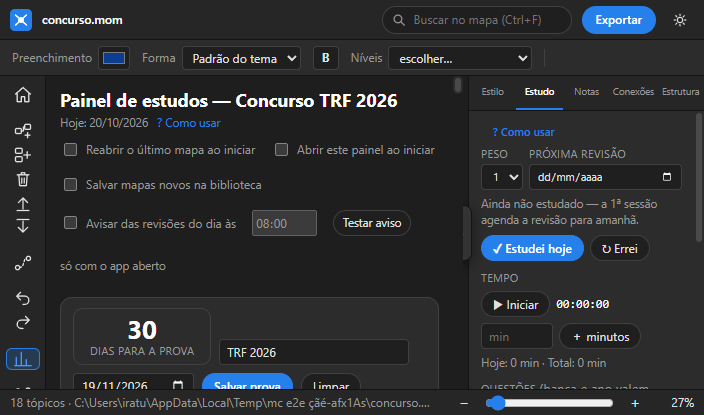 concurso.mom
Buscar no mapa (Ctrl+F)
Exportar
Preenchimento Forma Padrão do tema B Níveis escolher...
Painel de estudos — Concurso TRF 2026
Hoje: 20/10/2026 ? Como usar
Reabrir o último mapa ao iniciar Abrir este painel ao iniciar
Salvar mapas novos na biblioteca
Avisar das revisões do dia às 08:00 Testar aviso
só com o app aberto
30
DIAS PARA A PROVA
TRF 2026
19/11/2026 Salvar prova Limpar
Estilo Estudo Notas Conexões Estrutura
? Como usar
PESO PRÓXIMA REVISÃO
1 dd/mm/aaaa
Ainda não estudado — a 1ª sessão
agenda a revisão para amanhã.
✓ Estudei hoje ↻ Errei
TEMPO
▶ Iniciar 00:00:00
min + minutos
Hoje: 0 min · Total: 0 min
QUESTÕES (banca e ano valem
18 tópicos · C:\Users\iratu\AppData\Local\Temp\mc e2e çãé-afx1As\concurso.... − + 27%